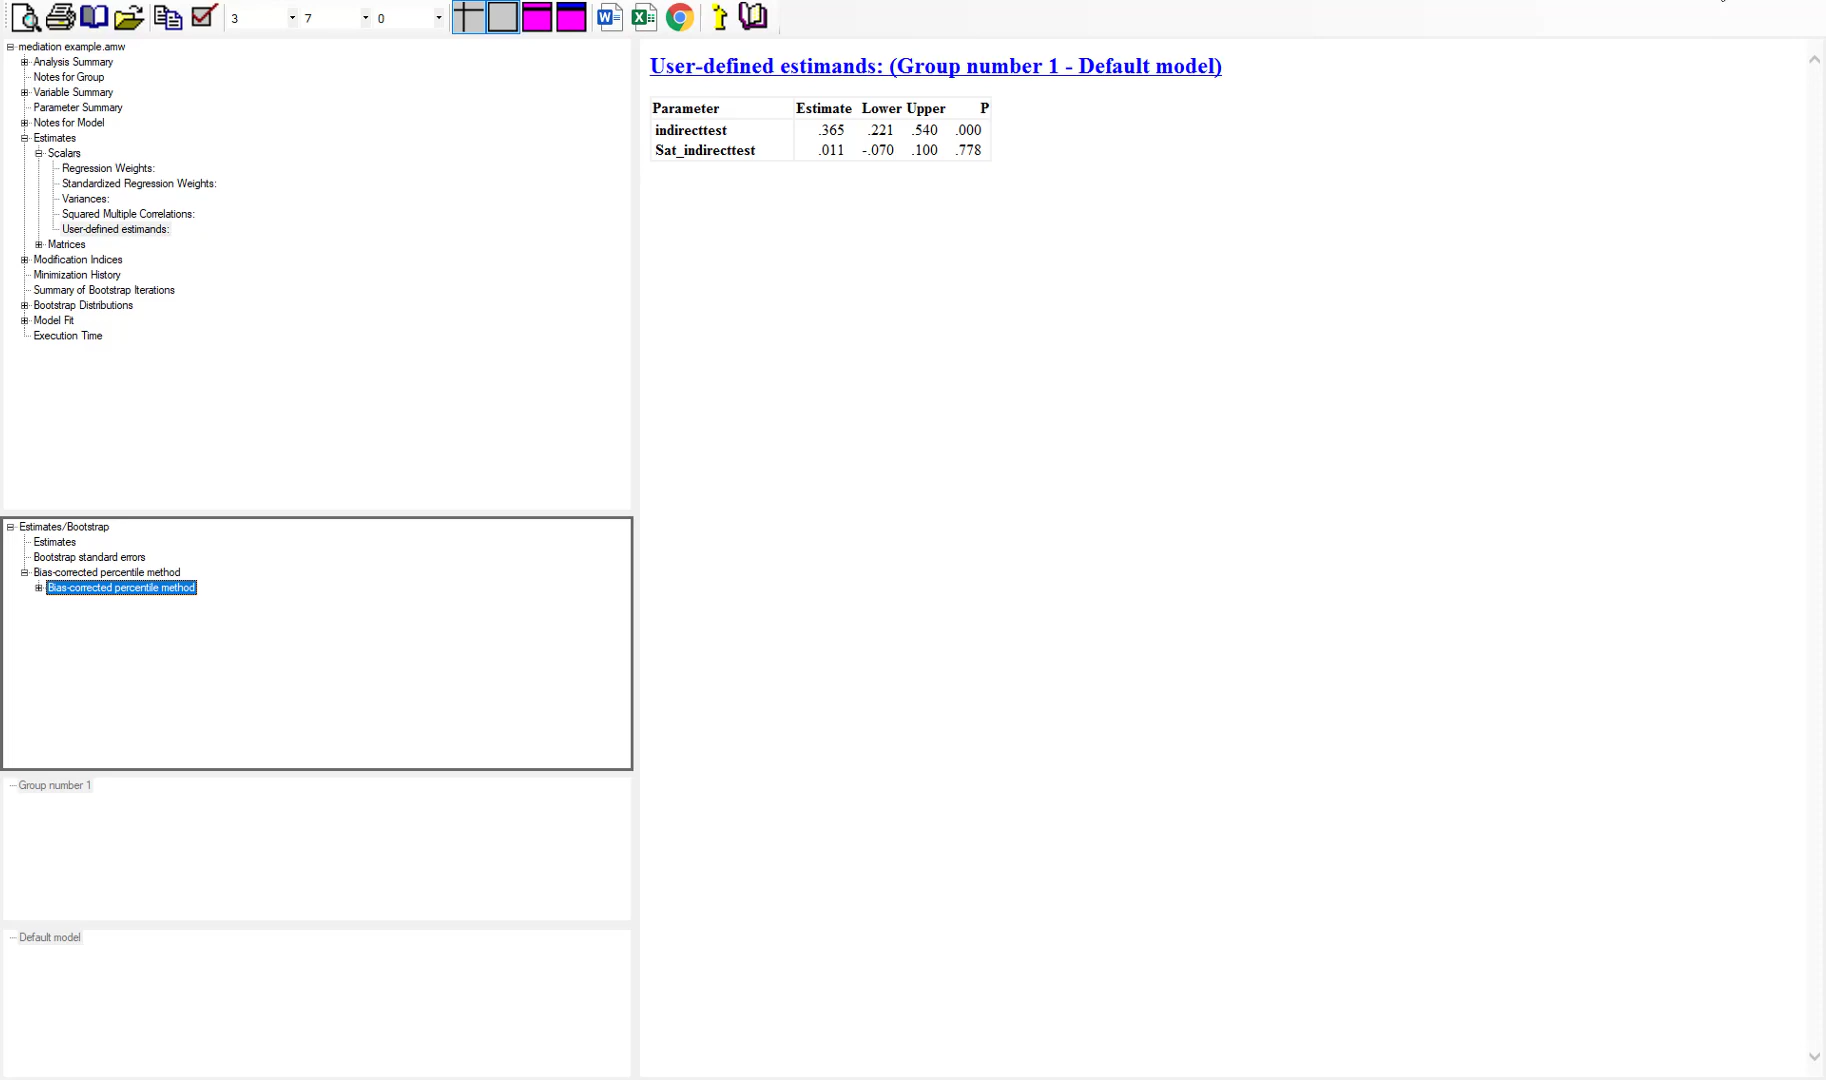 3 7 0
mediation example.amw
Analysis Summary
Notes for Group
Variable Summary
Parameter Summary
Notes for Model
Estimates
Scalars
Regression Weights:
Standardized Regression Weights:
Variances:
Squared Multiple Correlations:
User-defined estimands:
Matrices
Modification Indices
Minimization History
Summary of Bootstrap Iterations
Bootstrap Distributions
Model Fit
Execution Time
Estimates/Bootstrap
Estimates
Bootstrap standard errors
Bias-corrected percentile method
Bias-corrected percentile method
Group number 1
Default model
User-defined estimands: (Group number 1 - Default model)
Parameter Estimate Lower Upper P
indirecttest .365 .221 .540 .000
Sat_indirecttest .011 -.070 .100 .778